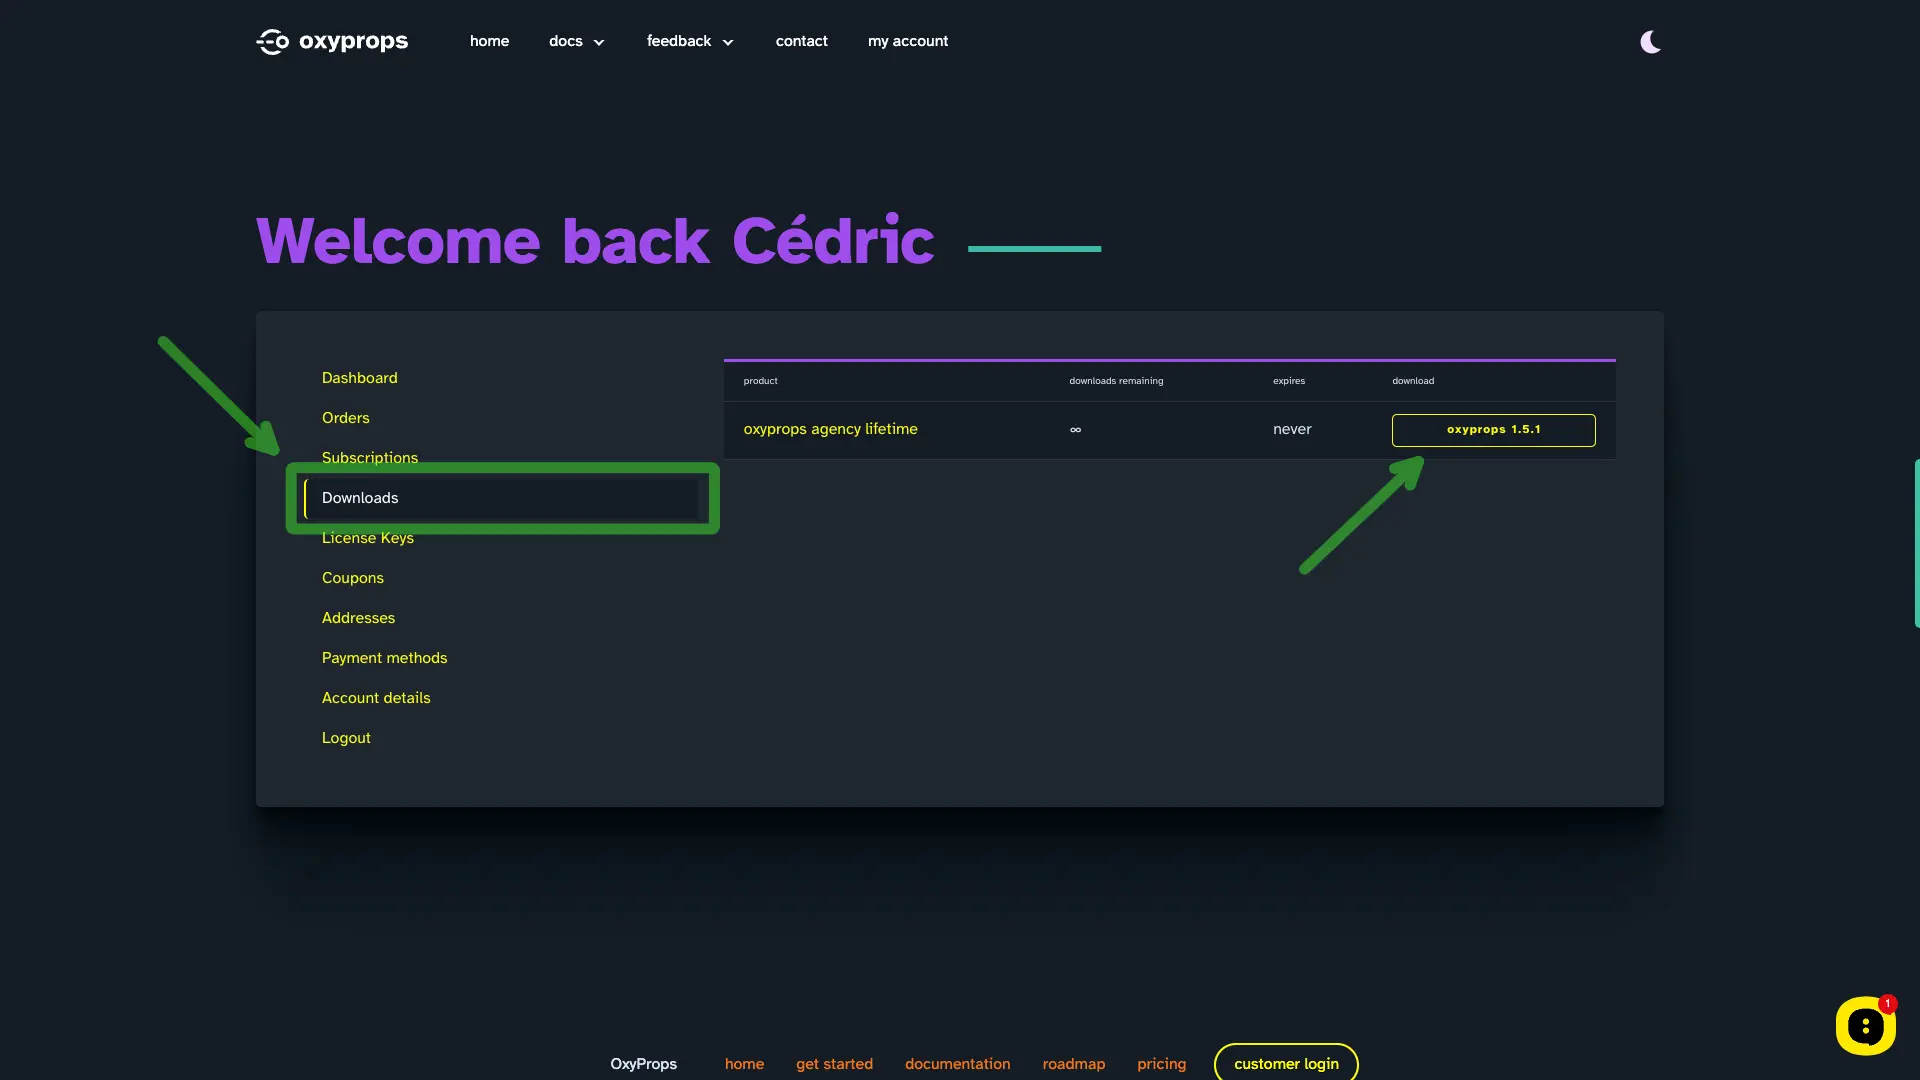 oxyprops home docs feedback contact my account
Welcome back Cédric
Dashboard
Orders
Subscriptions
Downloads
License Keys
Coupons
Addresses
Payment methods
Account details
Logout
product downloads remaining expires download
oxyprops agency lifetime ∞ never oxyprops 1.5.1
1
OxyProps home get started documentation roadmap pricing customer login